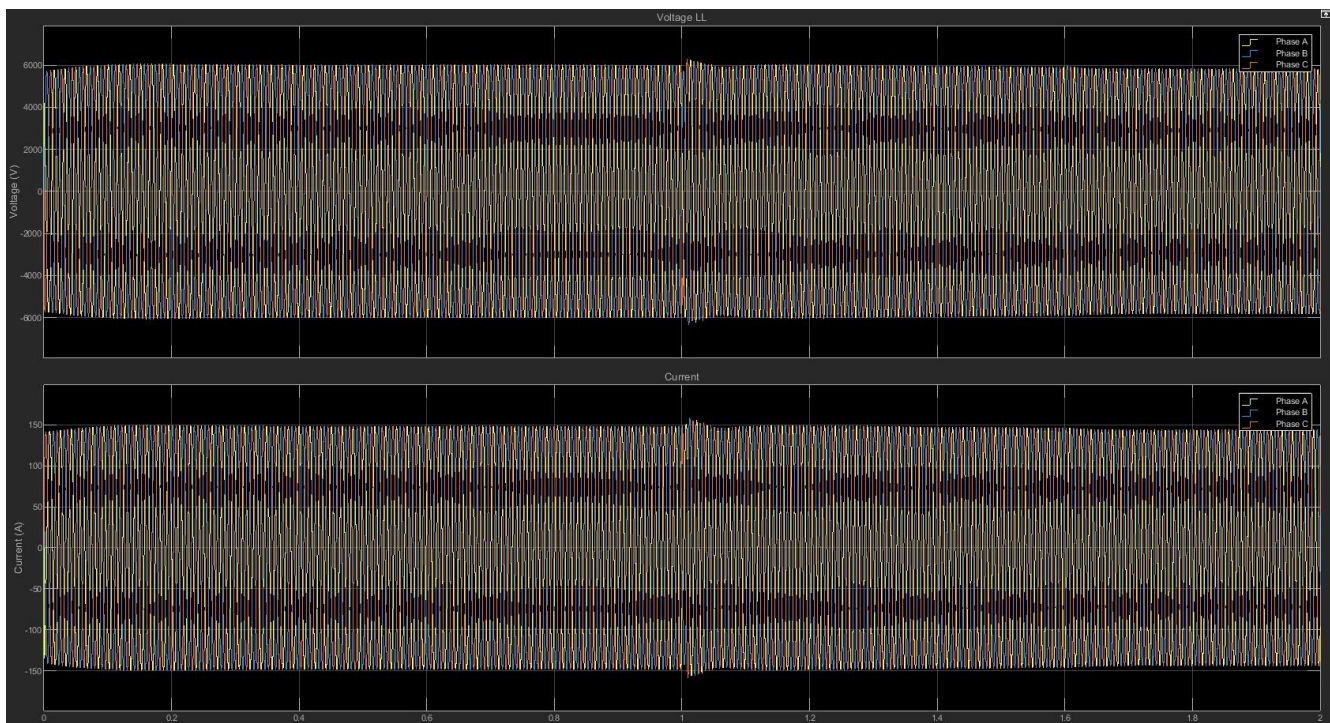 Voltage LL
Phase A
Phase B
Phase C
Voltage (V)
6000
4000
2000
0
-2000
-4000
-6000
Current
Phase A
Phase B
Phase C
Current (A)
150
100
50
0
-50
-100
-150
0 0.2 0.4 0.6 0.8 1 1.2 1.4 1.6 1.8 2